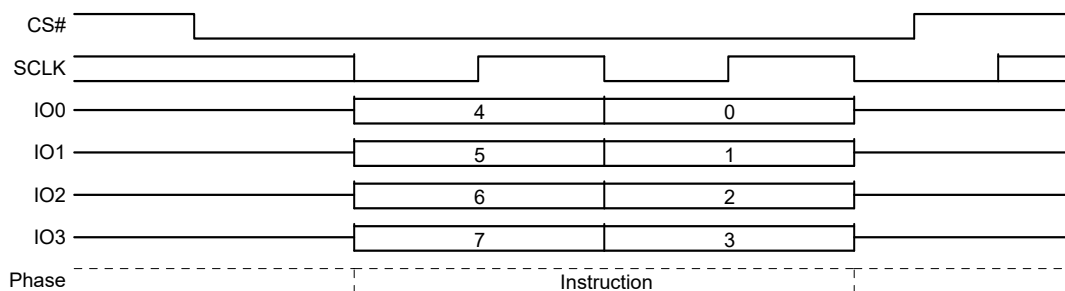 CS#
SCLK
IO0 4 0
IO1 5 1
IO2 6 2
IO3 7 3
Phase Instruction